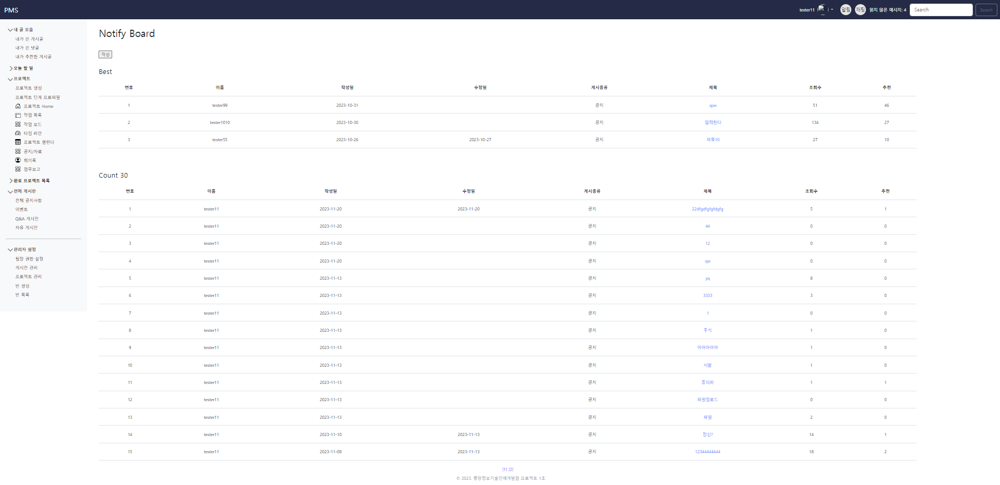 PMS
tester11 알림 채팅 읽지 않은 메시지: 4 Search Search
내 글 모음
내가 쓴 게시글
내가 쓴 댓글
내가 추천한 게시글
오늘 할 일
프로젝트
프로젝트 생성
프로젝트 단계 프로파일
프로젝트 Home
작업 목록
작업 보드
타임 라인
프로젝트 캘린더
공지/자료
회의록
업무보고
완료 프로젝트 목록
전체 게시판
전체 공지사항
이벤트
Q&A 게시판
자유 게시판
관리자 설정
팀장 권한 설정
게시판 관리
프로젝트 관리
반 생성
반 목록
Notify Board
작성
Best
번호 이름 작성일 수정일 게시종류 제목 조회수 추천
1 tester99 2023-10-31 공지 ajax 51 46
2 tester1010 2023-10-30 공지 입력한다 134 27
3 tester55 2023-10-26 2023-10-27 공지 제목10 27 10
Count 30
번호 이름 작성일 수정일 게시종류 제목 조회수 추천
1 tester11 2023-11-20 2023-11-20 공지 22dfgdfgfgfdgfg 5 1
2 tester11 2023-11-20 공지 44 0 0
3 tester11 2023-11-20 공지 12 0 0
4 tester11 2023-11-20 공지 qw 0 0
5 tester11 2023-11-13 공지 yq 8 0
6 tester11 2023-11-13 공지 3333 3 0
7 tester11 2023-11-13 공지 1 0 0
8 tester11 2023-11-13 공지 주석 1 0
9 tester11 2023-11-13 공지 아아아아아 1 0
10 tester11 2023-11-13 공지 시발 1 0
11 tester11 2023-11-13 공지 좀되라 1 1
12 tester11 2023-11-13 공지 파일업로드 0 0
13 tester11 2023-11-13 공지 파일 2 0
14 tester11 2023-11-10 2023-11-13 공지 점심? 14 1
15 tester11 2023-11-08 2023-11-13 공지 12344444444 18 2
[1] [2]
© 2023. 중앙정보기술인재개발원 프로젝트 1조